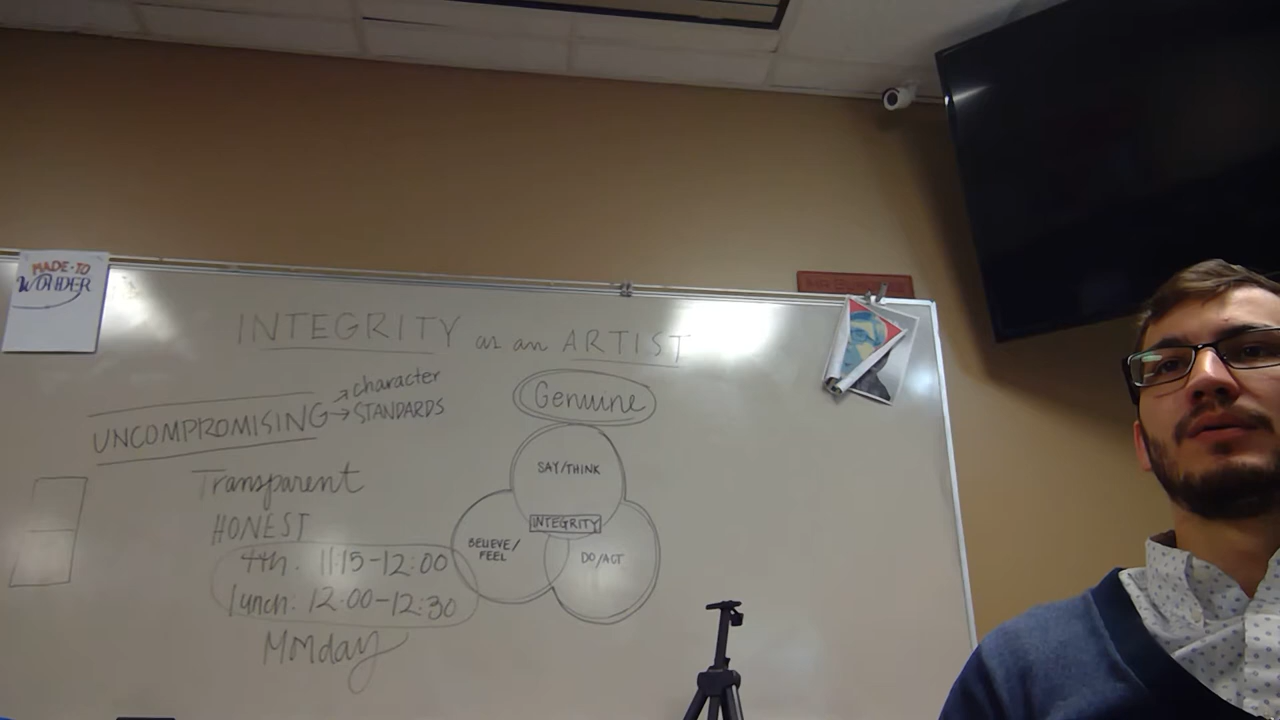 MADE-TO
WONDER
INTEGRITY as an ARTIST
UNCOMPROMISING → character
→ STANDARDS
Genuine
Transparent
HONEST
4th. 11:15-12:00
lunch: 12:00-12:30
Monday
SAY/THINK
INTEGRITY
BELIEVE/
FEEL
DO/ACT